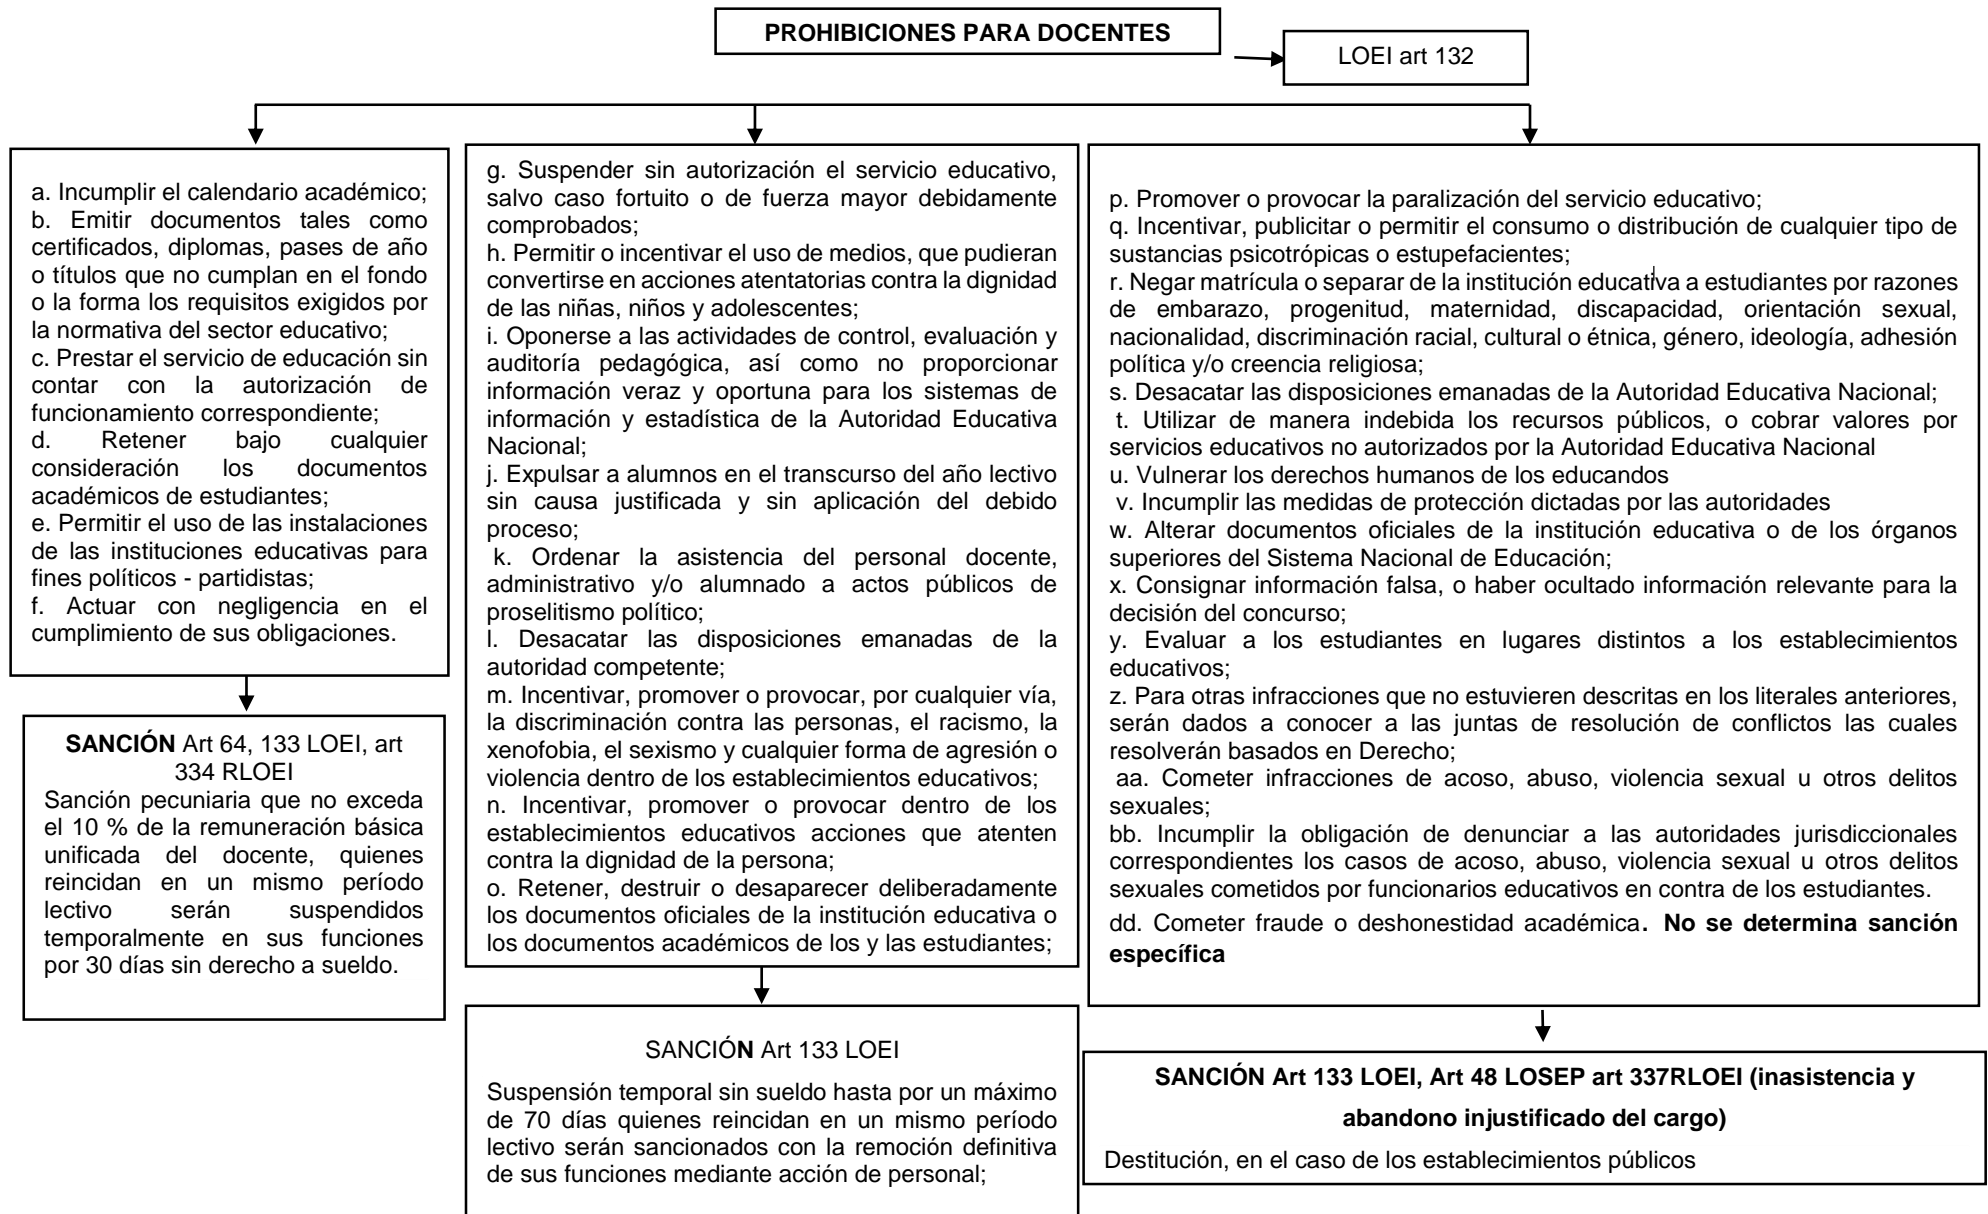 PROHIBICIONES PARA DOCENTES
LOEI art 132
a. Incumplir el calendario académico;
b. Emitir documentos tales como
certificados, diplomas, pases de año
o títulos que no cumplan en el fondo
o la forma los requisitos exigidos por
la normativa del sector educativo;
c. Prestar el servicio de educación sin
contar con la autorización de
funcionamiento correspondiente;
d. Retener bajo cualquier
consideración los documentos
académicos de estudiantes;
e. Permitir el uso de las instalaciones
de las instituciones educativas para
fines políticos - partidistas;
f. Actuar con negligencia en el
cumplimiento de sus obligaciones.
SANCIÓN Art 64, 133 LOEI, art
334 RLOEI
Sanción pecuniaria que no exceda
el 10 % de la remuneración básica
unificada del docente, quienes
reincidan en un mismo período
lectivo serán suspendidos
temporalmente en sus funciones
por 30 días sin derecho a sueldo.
g. Suspender sin autorización el servicio educativo,
salvo caso fortuito o de fuerza mayor debidamente
comprobados;
h. Permitir o incentivar el uso de medios, que pudieran
convertirse en acciones atentatorias contra la dignidad
de las niñas, niños y adolescentes;
i. Oponerse a las actividades de control, evaluación y
auditoría pedagógica, así como no proporcionar
información veraz y oportuna para los sistemas de
información y estadística de la Autoridad Educativa
Nacional;
j. Expulsar a alumnos en el transcurso del año lectivo
sin causa justificada y sin aplicación del debido
proceso;
k. Ordenar la asistencia del personal docente,
administrativo y/o alumnado a actos públicos de
proselitismo político;
l. Desacatar las disposiciones emanadas de la
autoridad competente;
m. Incentivar, promover o provocar, por cualquier vía,
la discriminación contra las personas, el racismo, la
xenofobia, el sexismo y cualquier forma de agresión o
violencia dentro de los establecimientos educativos;
n. Incentivar, promover o provocar dentro de los
establecimientos educativos acciones que atenten
contra la dignidad de la persona;
o. Retener, destruir o desaparecer deliberadamente
los documentos oficiales de la institución educativa o
los documentos académicos de los y las estudiantes;
SANCIÓN Art 133 LOEI
Suspensión temporal sin sueldo hasta por un máximo
de 70 días quienes reincidan en un mismo período
lectivo serán sancionados con la remoción definitiva
de sus funciones mediante acción de personal;
p. Promover o provocar la paralización del servicio educativo;
q. Incentivar, publicitar o permitir el consumo o distribución de cualquier tipo de
sustancias psicotrópicas o estupefacientes;
r. Negar matrícula o separar de la institución educativa a estudiantes por razones
de embarazo, progenitud, maternidad, discapacidad, orientación sexual,
nacionalidad, discriminación racial, cultural o étnica, género, ideología, adhesión
política y/o creencia religiosa;
s. Desacatar las disposiciones emanadas de la Autoridad Educativa Nacional;
t. Utilizar de manera indebida los recursos públicos, o cobrar valores por
servicios educativos no autorizados por la Autoridad Educativa Nacional
u. Vulnerar los derechos humanos de los educandos
v. Incumplir las medidas de protección dictadas por las autoridades
w. Alterar documentos oficiales de la institución educativa o de los órganos
superiores del Sistema Nacional de Educación;
x. Consignar información falsa, o haber ocultado información relevante para la
decisión del concurso;
y. Evaluar a los estudiantes en lugares distintos a los establecimientos
educativos;
z. Para otras infracciones que no estuvieren descritas en los literales anteriores,
serán dados a conocer a las juntas de resolución de conflictos las cuales
resolverán basados en Derecho;
aa. Cometer infracciones de acoso, abuso, violencia sexual u otros delitos
sexuales;
bb. Incumplir la obligación de denunciar a las autoridades jurisdiccionales
correspondientes los casos de acoso, abuso, violencia sexual u otros delitos
sexuales cometidos por funcionarios educativos en contra de los estudiantes.
dd. Cometer fraude o deshonestidad académica. No se determina sanción
específica
SANCIÓN Art 133 LOEI, Art 48 LOSEP art 337RLOEI (inasistencia y
abandono injustificado del cargo)
Destitución, en el caso de los establecimientos públicos